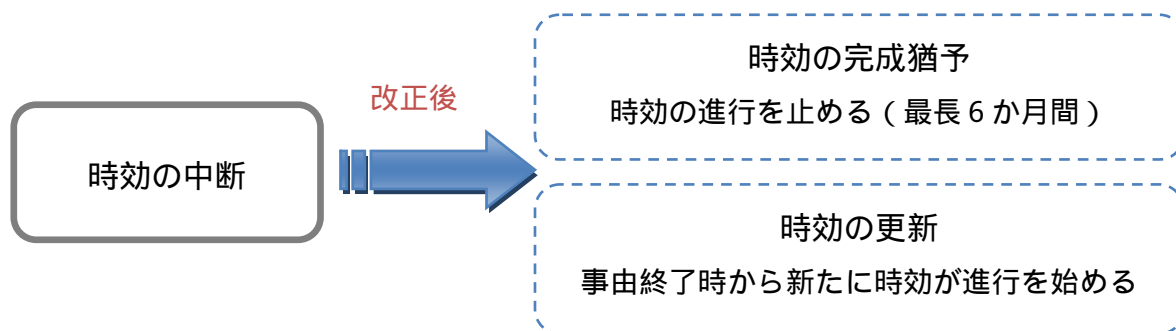 時効の中断
改正後
時効の完成猶予
時効の進行を止める（最長６か月間）
時効の更新
事由終了時から新たに時効が進行を始める